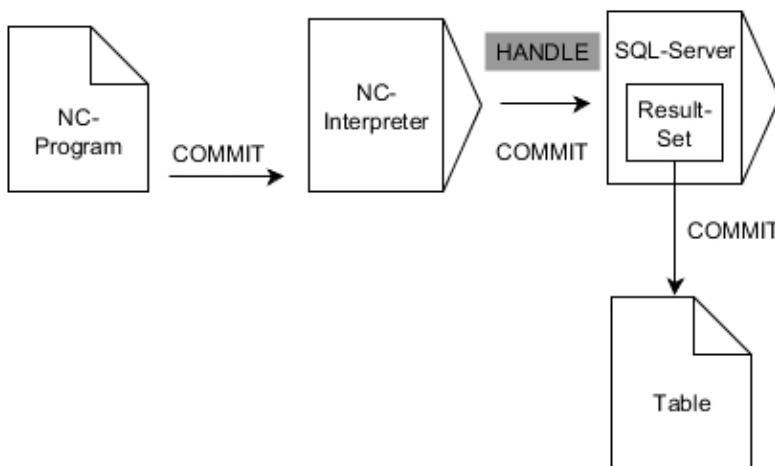 NC-
Program
COMMIT
NC-
Interpreter
HANDLE
COMMIT
SQL-Server
Result-
Set
COMMIT
Table